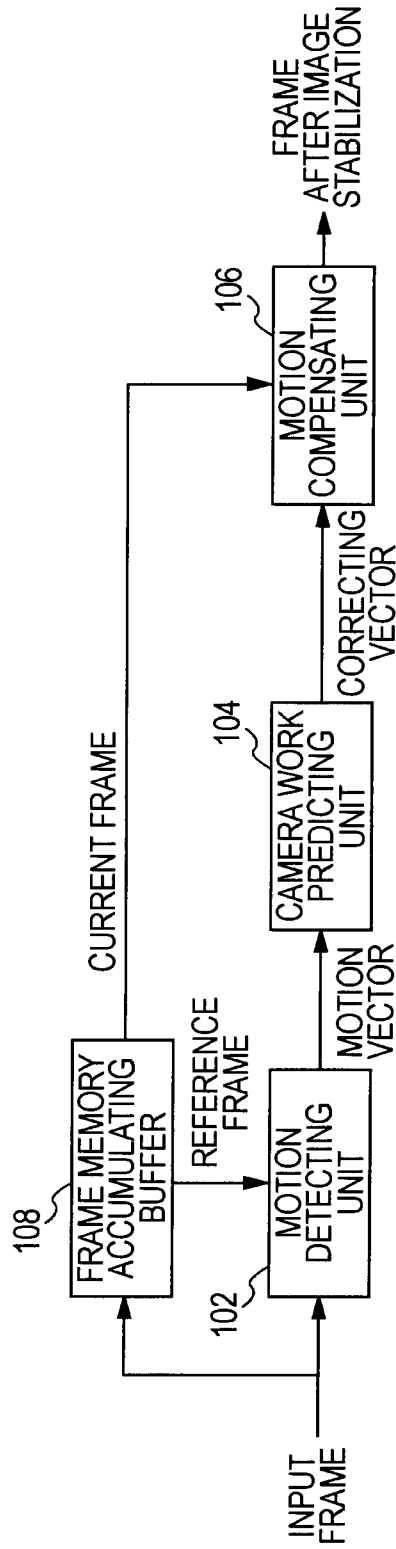 INPUT
FRAME
108
FRAME MEMORY
ACCUMULATING
BUFFER
CURRENT FRAME
REFERENCE
FRAME
102
MOTION
DETECTING
UNIT
MOTION
VECTOR
104
CAMERA WORK
PREDICTING
UNIT
CORRECTING
VECTOR
106
MOTION
COMPENSATING
UNIT
FRAME
AFTER IMAGE
STABILIZATION